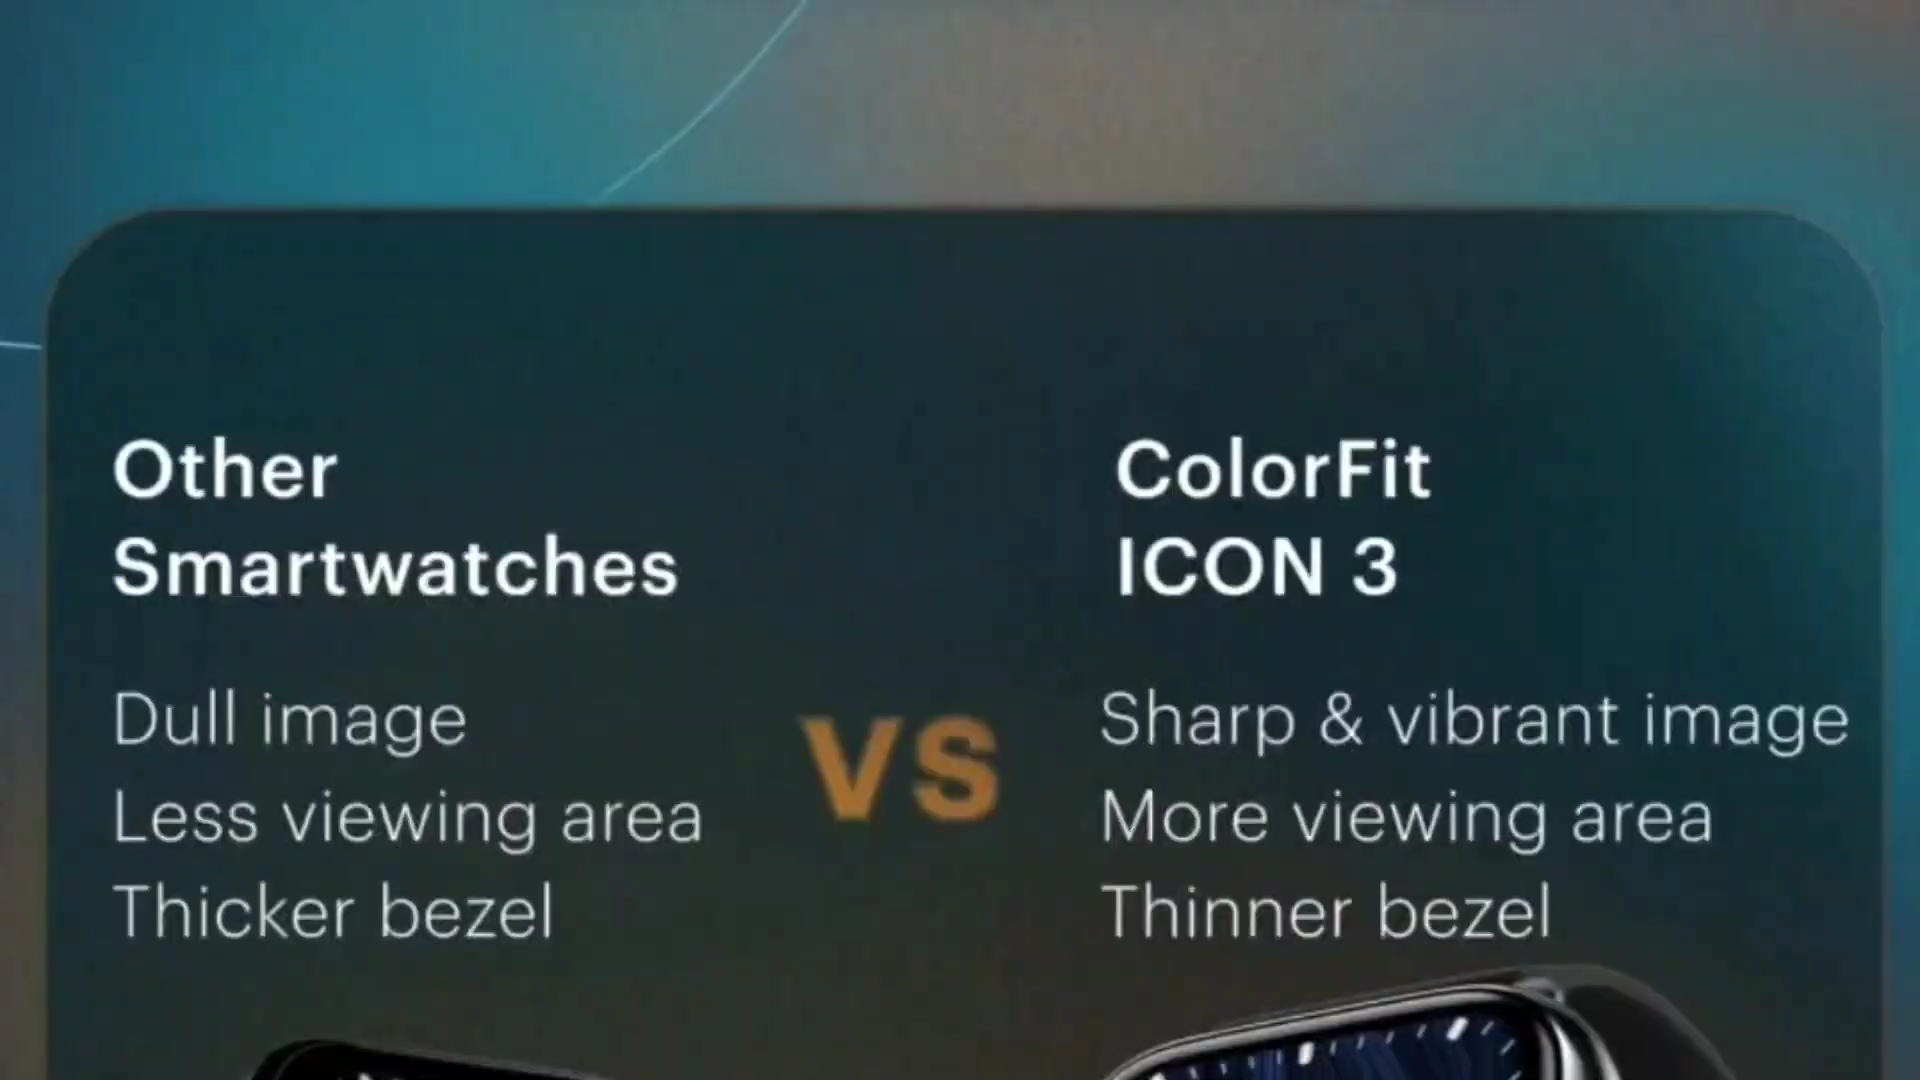 Other
Smartwatches
Dull image
Less viewing area
Thicker bezel
VS
ColorFit
ICON 3
Sharp & vibrant image
More viewing area
Thinner bezel